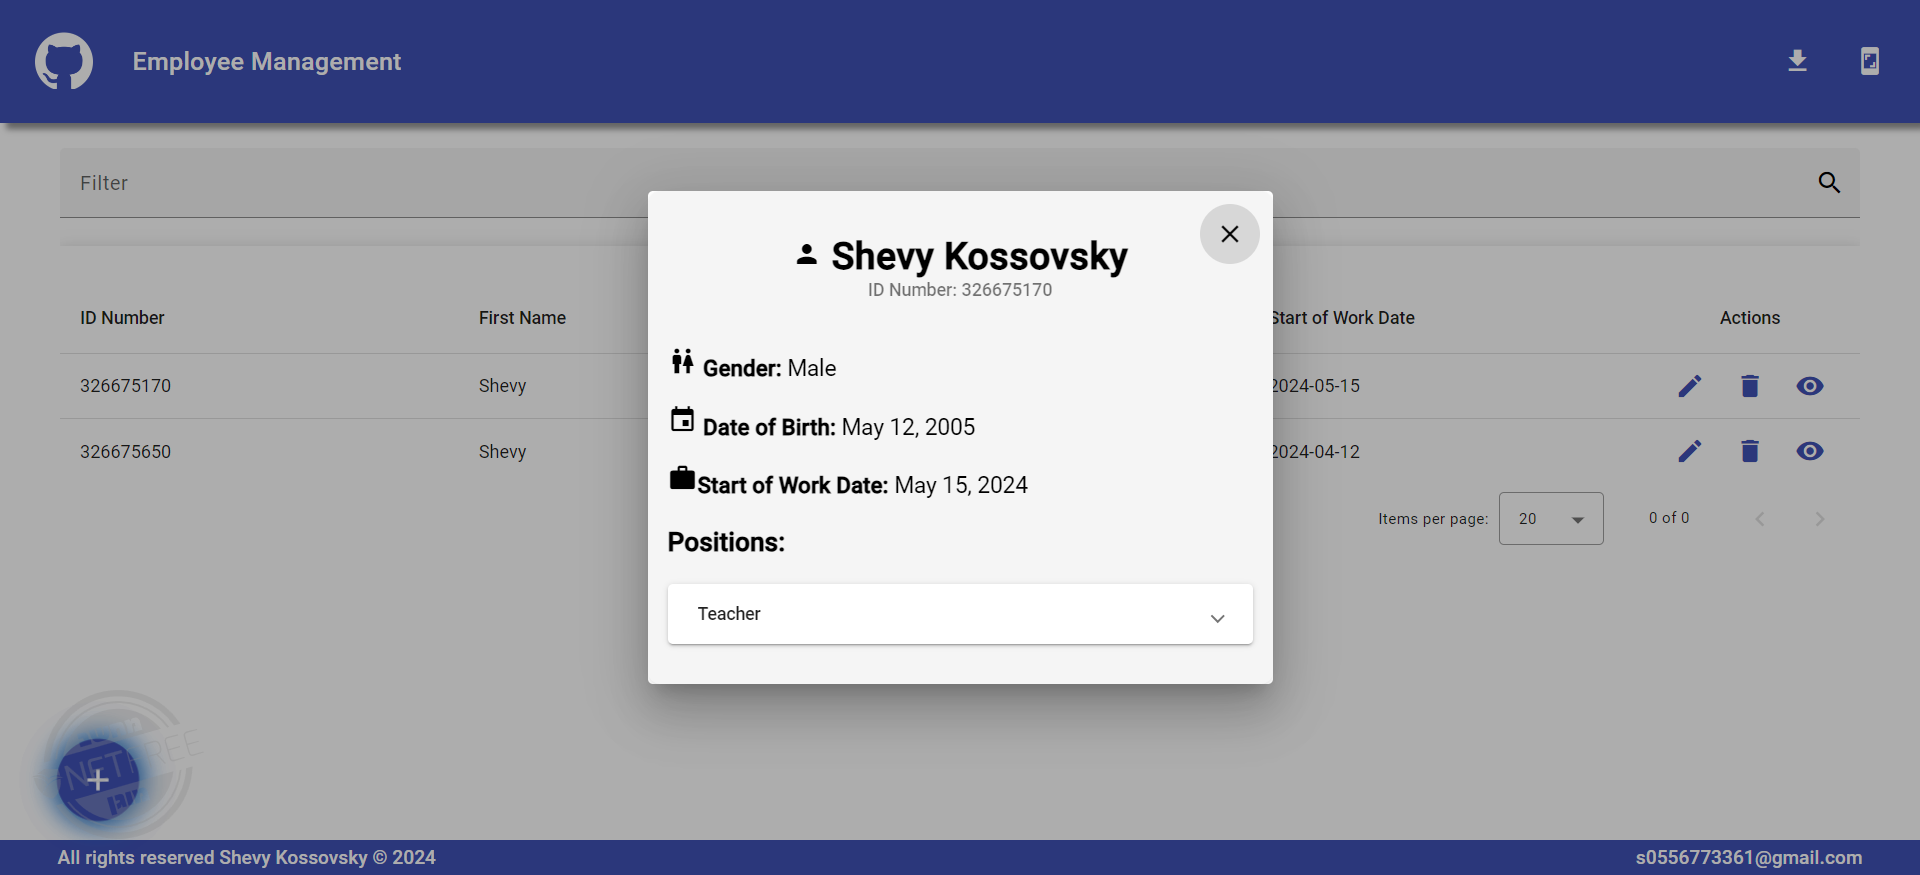 Employee Management
Filter
Shevy Kossovsky
ID Number: 326675170
ID Number First Name Start of Work Date Actions
Gender: Male
326675170 Shevy 2024-05-15
Date of Birth: May 12, 2005
326675650 Shevy 2024-04-12
Start of Work Date: May 15, 2024
Items per page: 20 0 of 0
Positions:
Teacher
NETFREE
All rights reserved Shevy Kossovsky © 2024 s0556773361@gmail.com